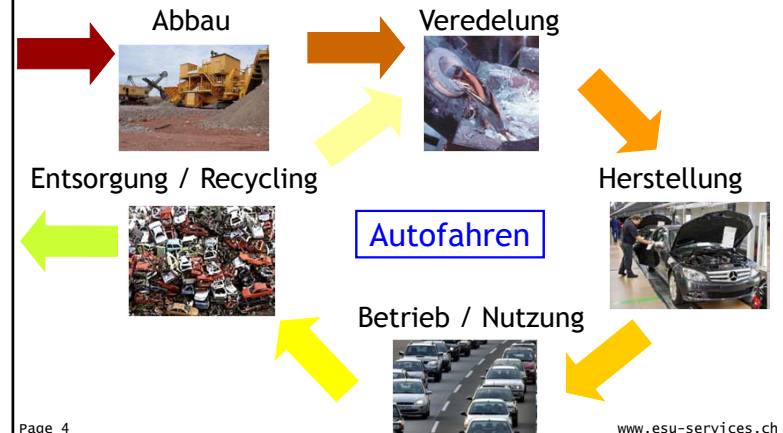 Abbau
Veredelung
Entsorgung / Recycling
Herstellung
Autofahren
Betrieb / Nutzung
Page 4
www.esu-services.ch